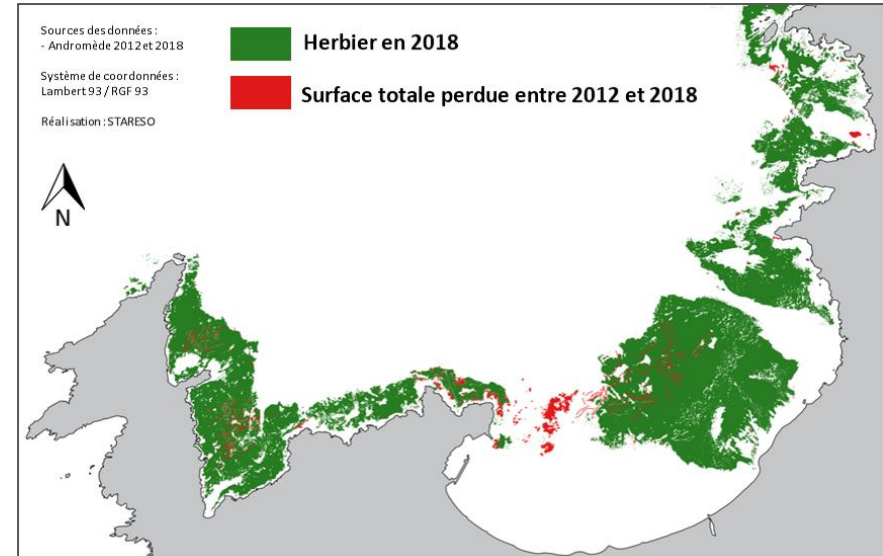 Sources des données :
- Andromède 2012 et 2018
Système de coordonnées :
Lambert 93 / RGF 93
Réalisation : STARESO
N
Herbier en 2018
Surface totale perdue entre 2012 et 2018